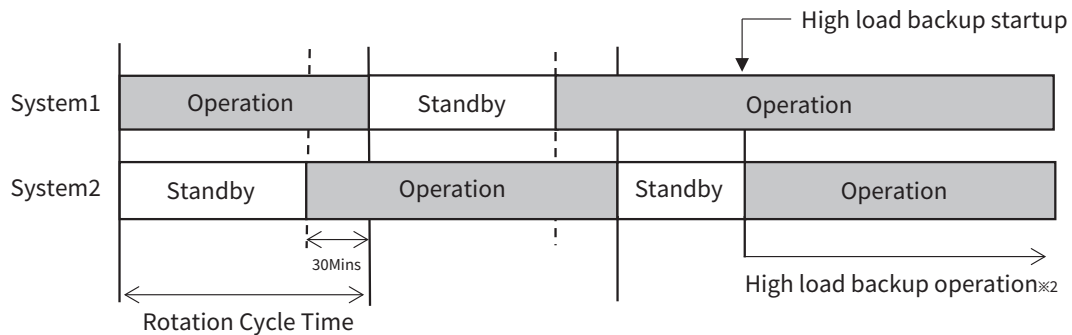 High load backup startup
System1 Operation Standby Operation
System2 Standby Operation Standby Operation
30Mins
High load backup operation※2
Rotation Cycle Time